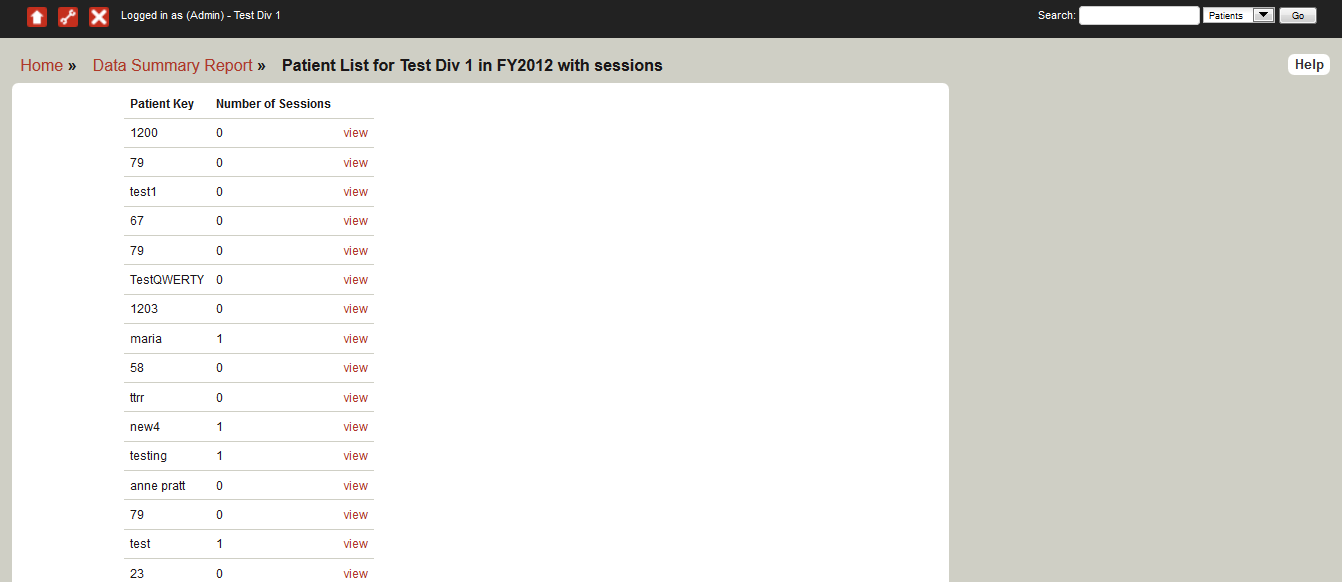 Logged in as (Admin) - Test Div 1 Search: Patients Go
Home » Data Summary Report » Patient List for Test Div 1 in FY2012 with sessions Help
Patient Key Number of Sessions
1200 0 view
79 0 view
test1 0 view
67 0 view
79 0 view
TestQWERTY 0 view
1203 0 view
maria 1 view
58 0 view
ttrr 0 view
new4 1 view
testing 1 view
anne pratt 0 view
79 0 view
test 1 view
23 0 view